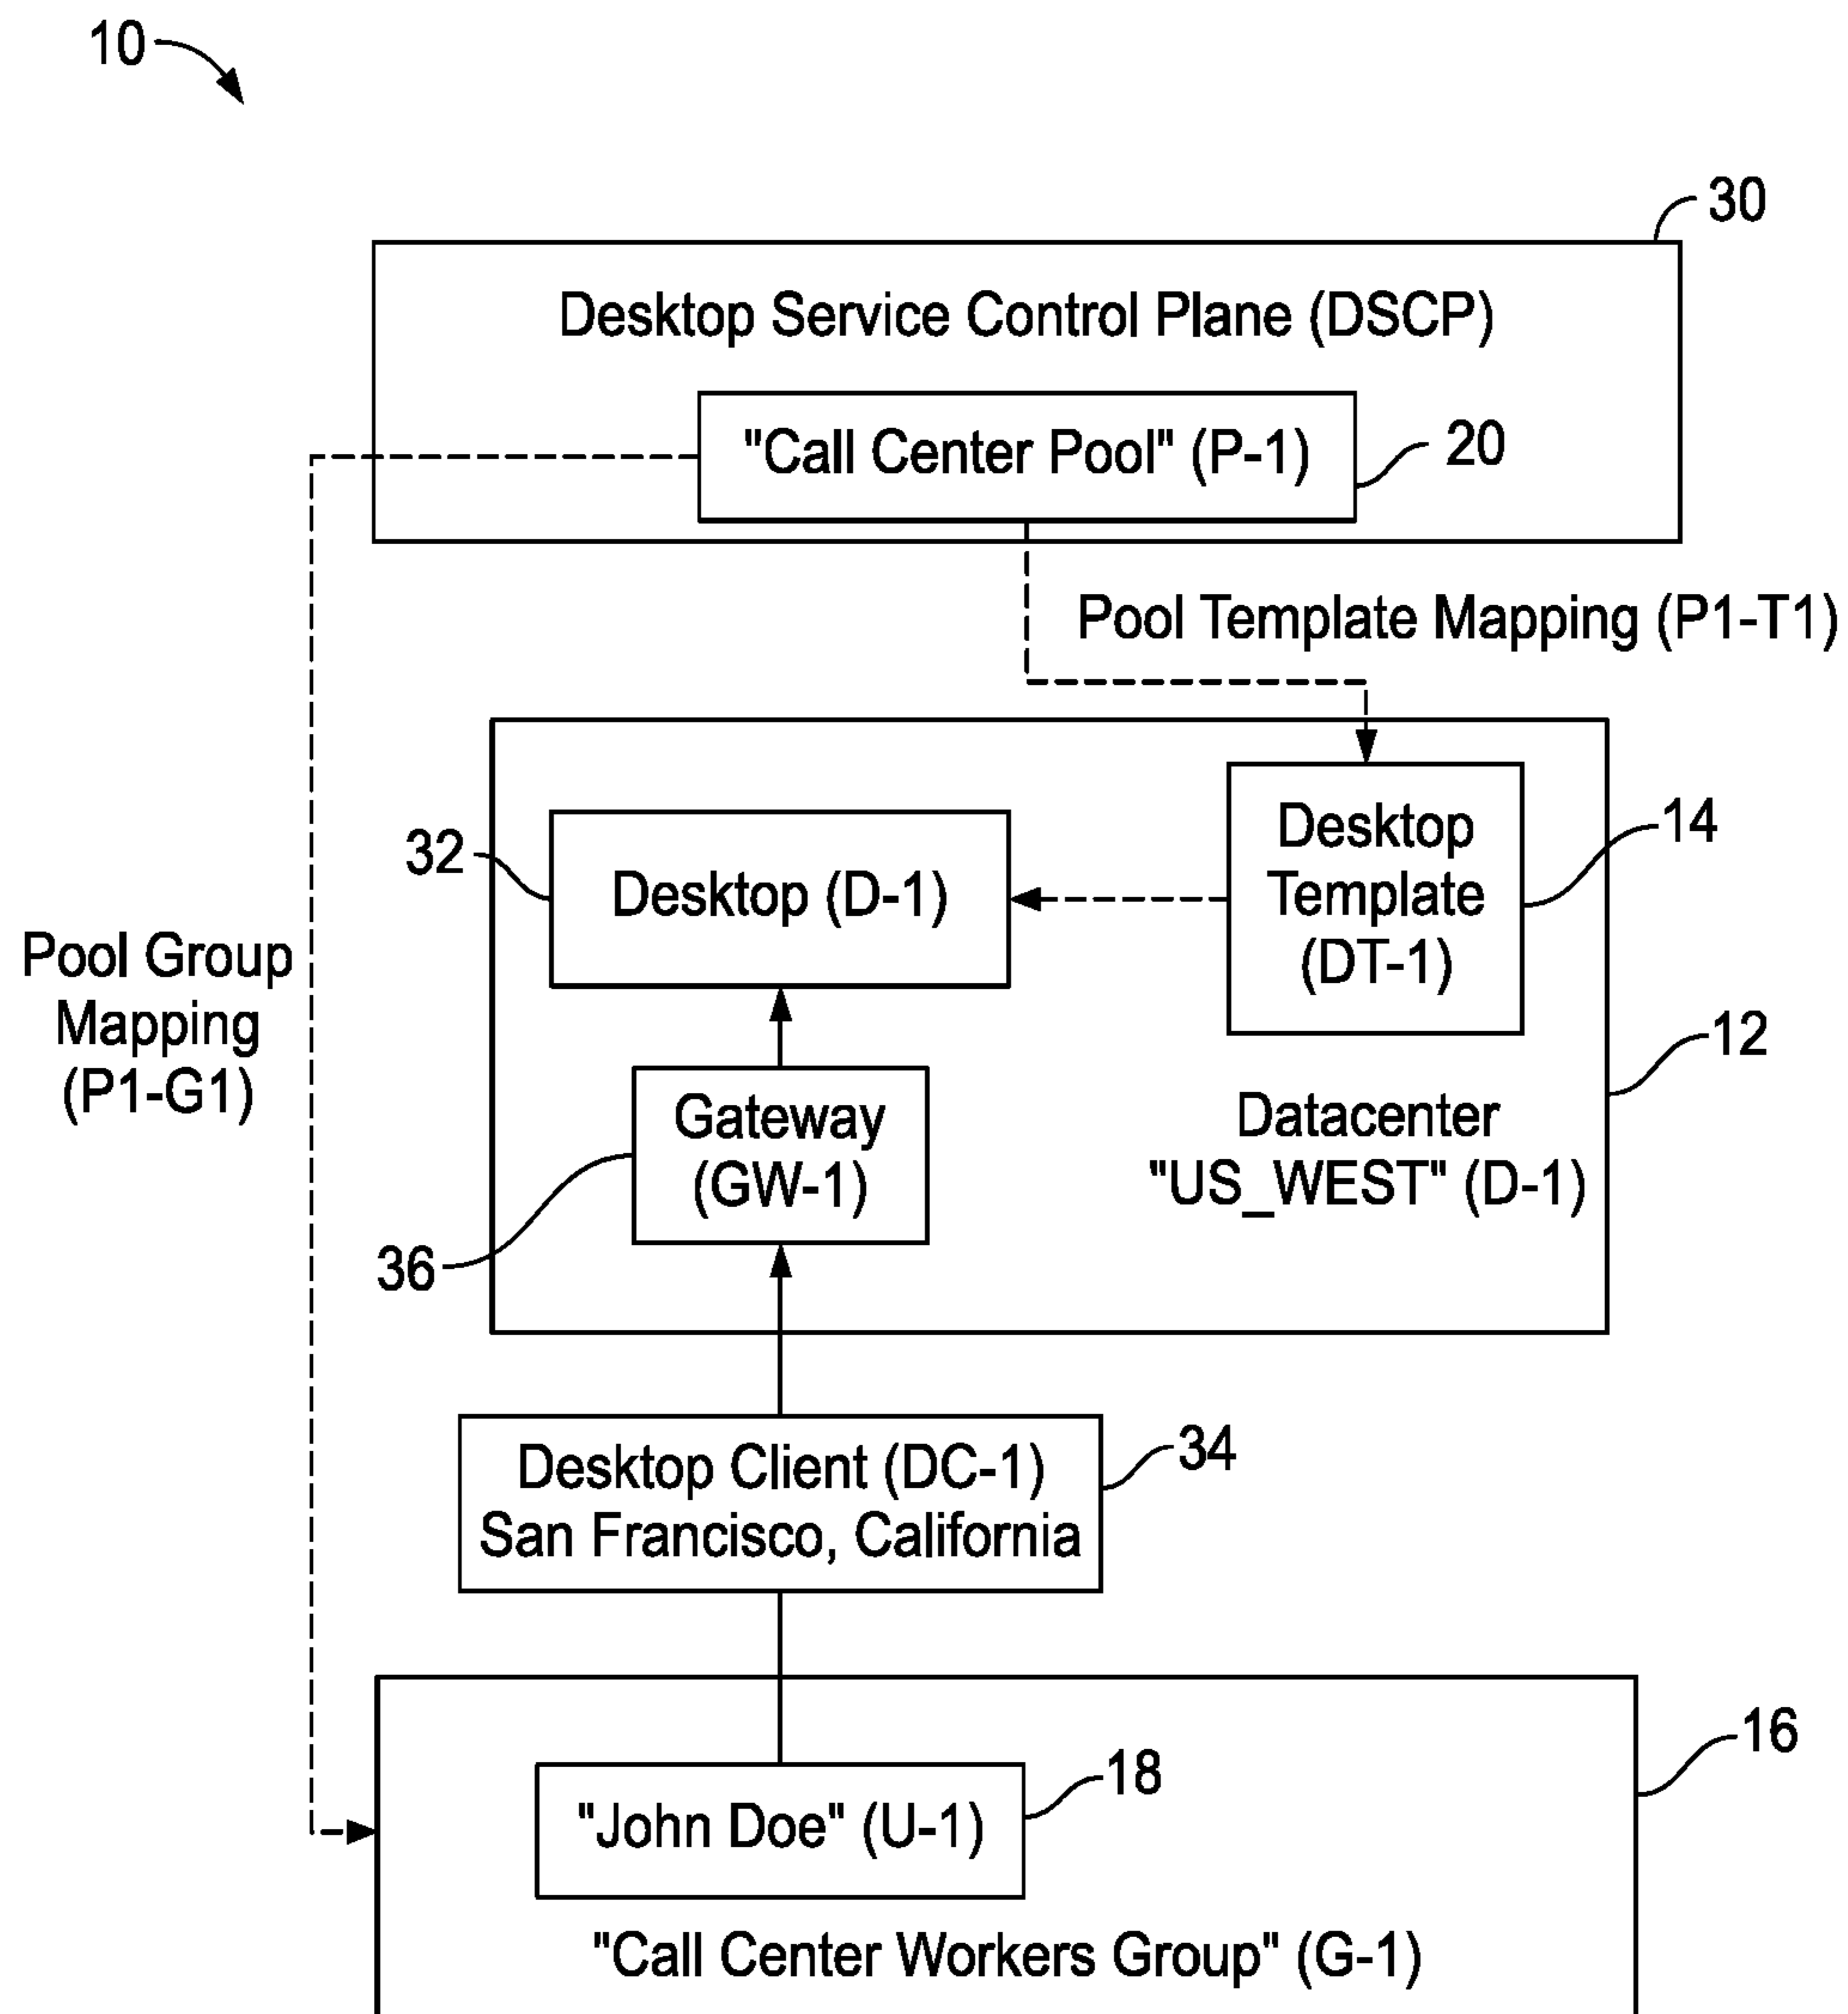 10
30
Desktop Service Control Plane (DSCP)
"Call Center Pool" (P-1)
20
Pool Template Mapping (P1-T1)
32
Desktop (D-1)
Desktop
Template
(DT-1)
14
Pool Group
Mapping
(P1-G1)
12
Gateway
(GW-1)
Datacenter
"US_WEST" (D-1)
36
Desktop Client (DC-1)
San Francisco, California
34
16
"John Doe" (U-1)
18
"Call Center Workers Group" (G-1)